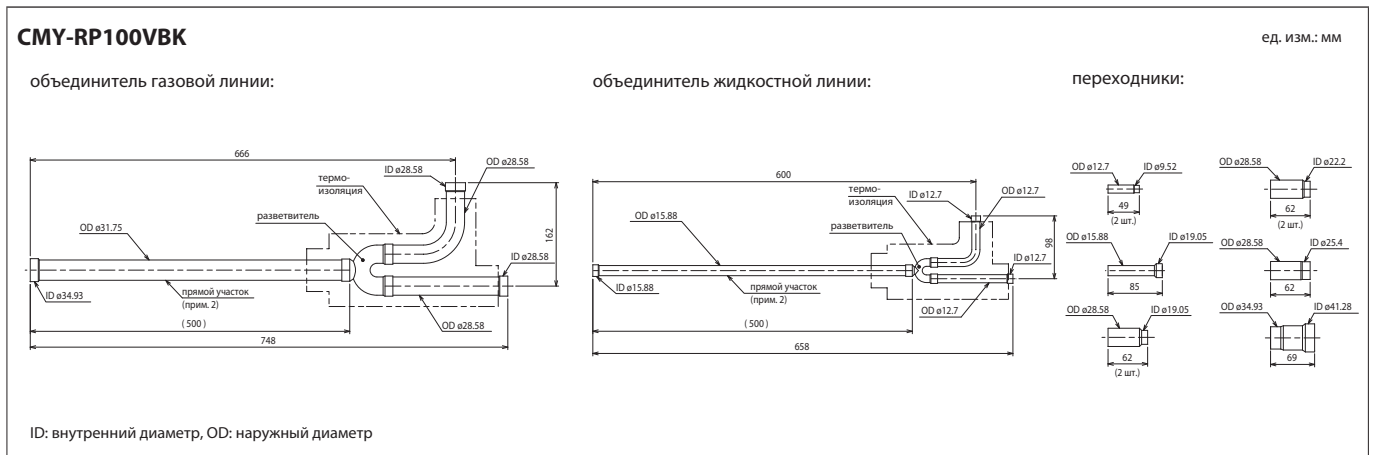 CMY-RP100VBK
ед. изм.: мм
объединитель газовой линии:
666
OD ø28.58
ID ø28.58
термо-
изоляция
разветвитель
OD ø31.75
162
ID ø28.58
ID ø34.93
прямой участок
(прим. 2)
OD ø28.58
( 500 )
748
объединитель жидкостной линии:
600
термо-
изоляция
ID ø12.7
OD ø12.7
OD ø15.88
разветвитель
98
ID ø12.7
ID ø15.88
прямой участок
(прим. 2)
OD ø12.7
( 500 )
658
переходники:
OD ø12.7
ID ø9.52
49
(2 шт.)
OD ø28.58
ID ø22.2
62
(2 шт.)
OD ø15.88
ID ø19.05
85
OD ø28.58
ID ø25.4
62
OD ø28.58
ID ø19.05
62
(2 шт.)
OD ø34.93
ID ø41.28
69
ID: внутренний диаметр, OD: наружный диаметр